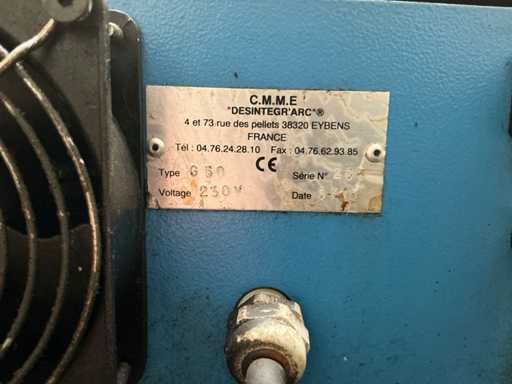 C.M.M.E
"DESINTEGR'ARC"®
4 et 73 rue des pellets 38320 EYBENS
FRANCE
Tél : 04.76.24.28.10 Fax : 04.76.62.93.85
CE
Type G60 Série N°
Voltage 230V Date